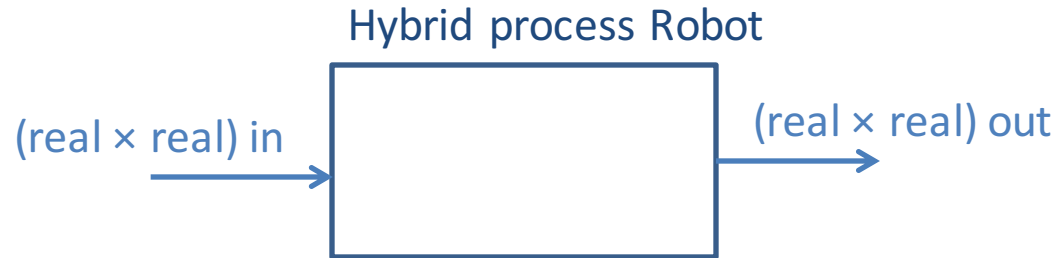 Hybrid process Robot
(real × real) in
(real × real) out